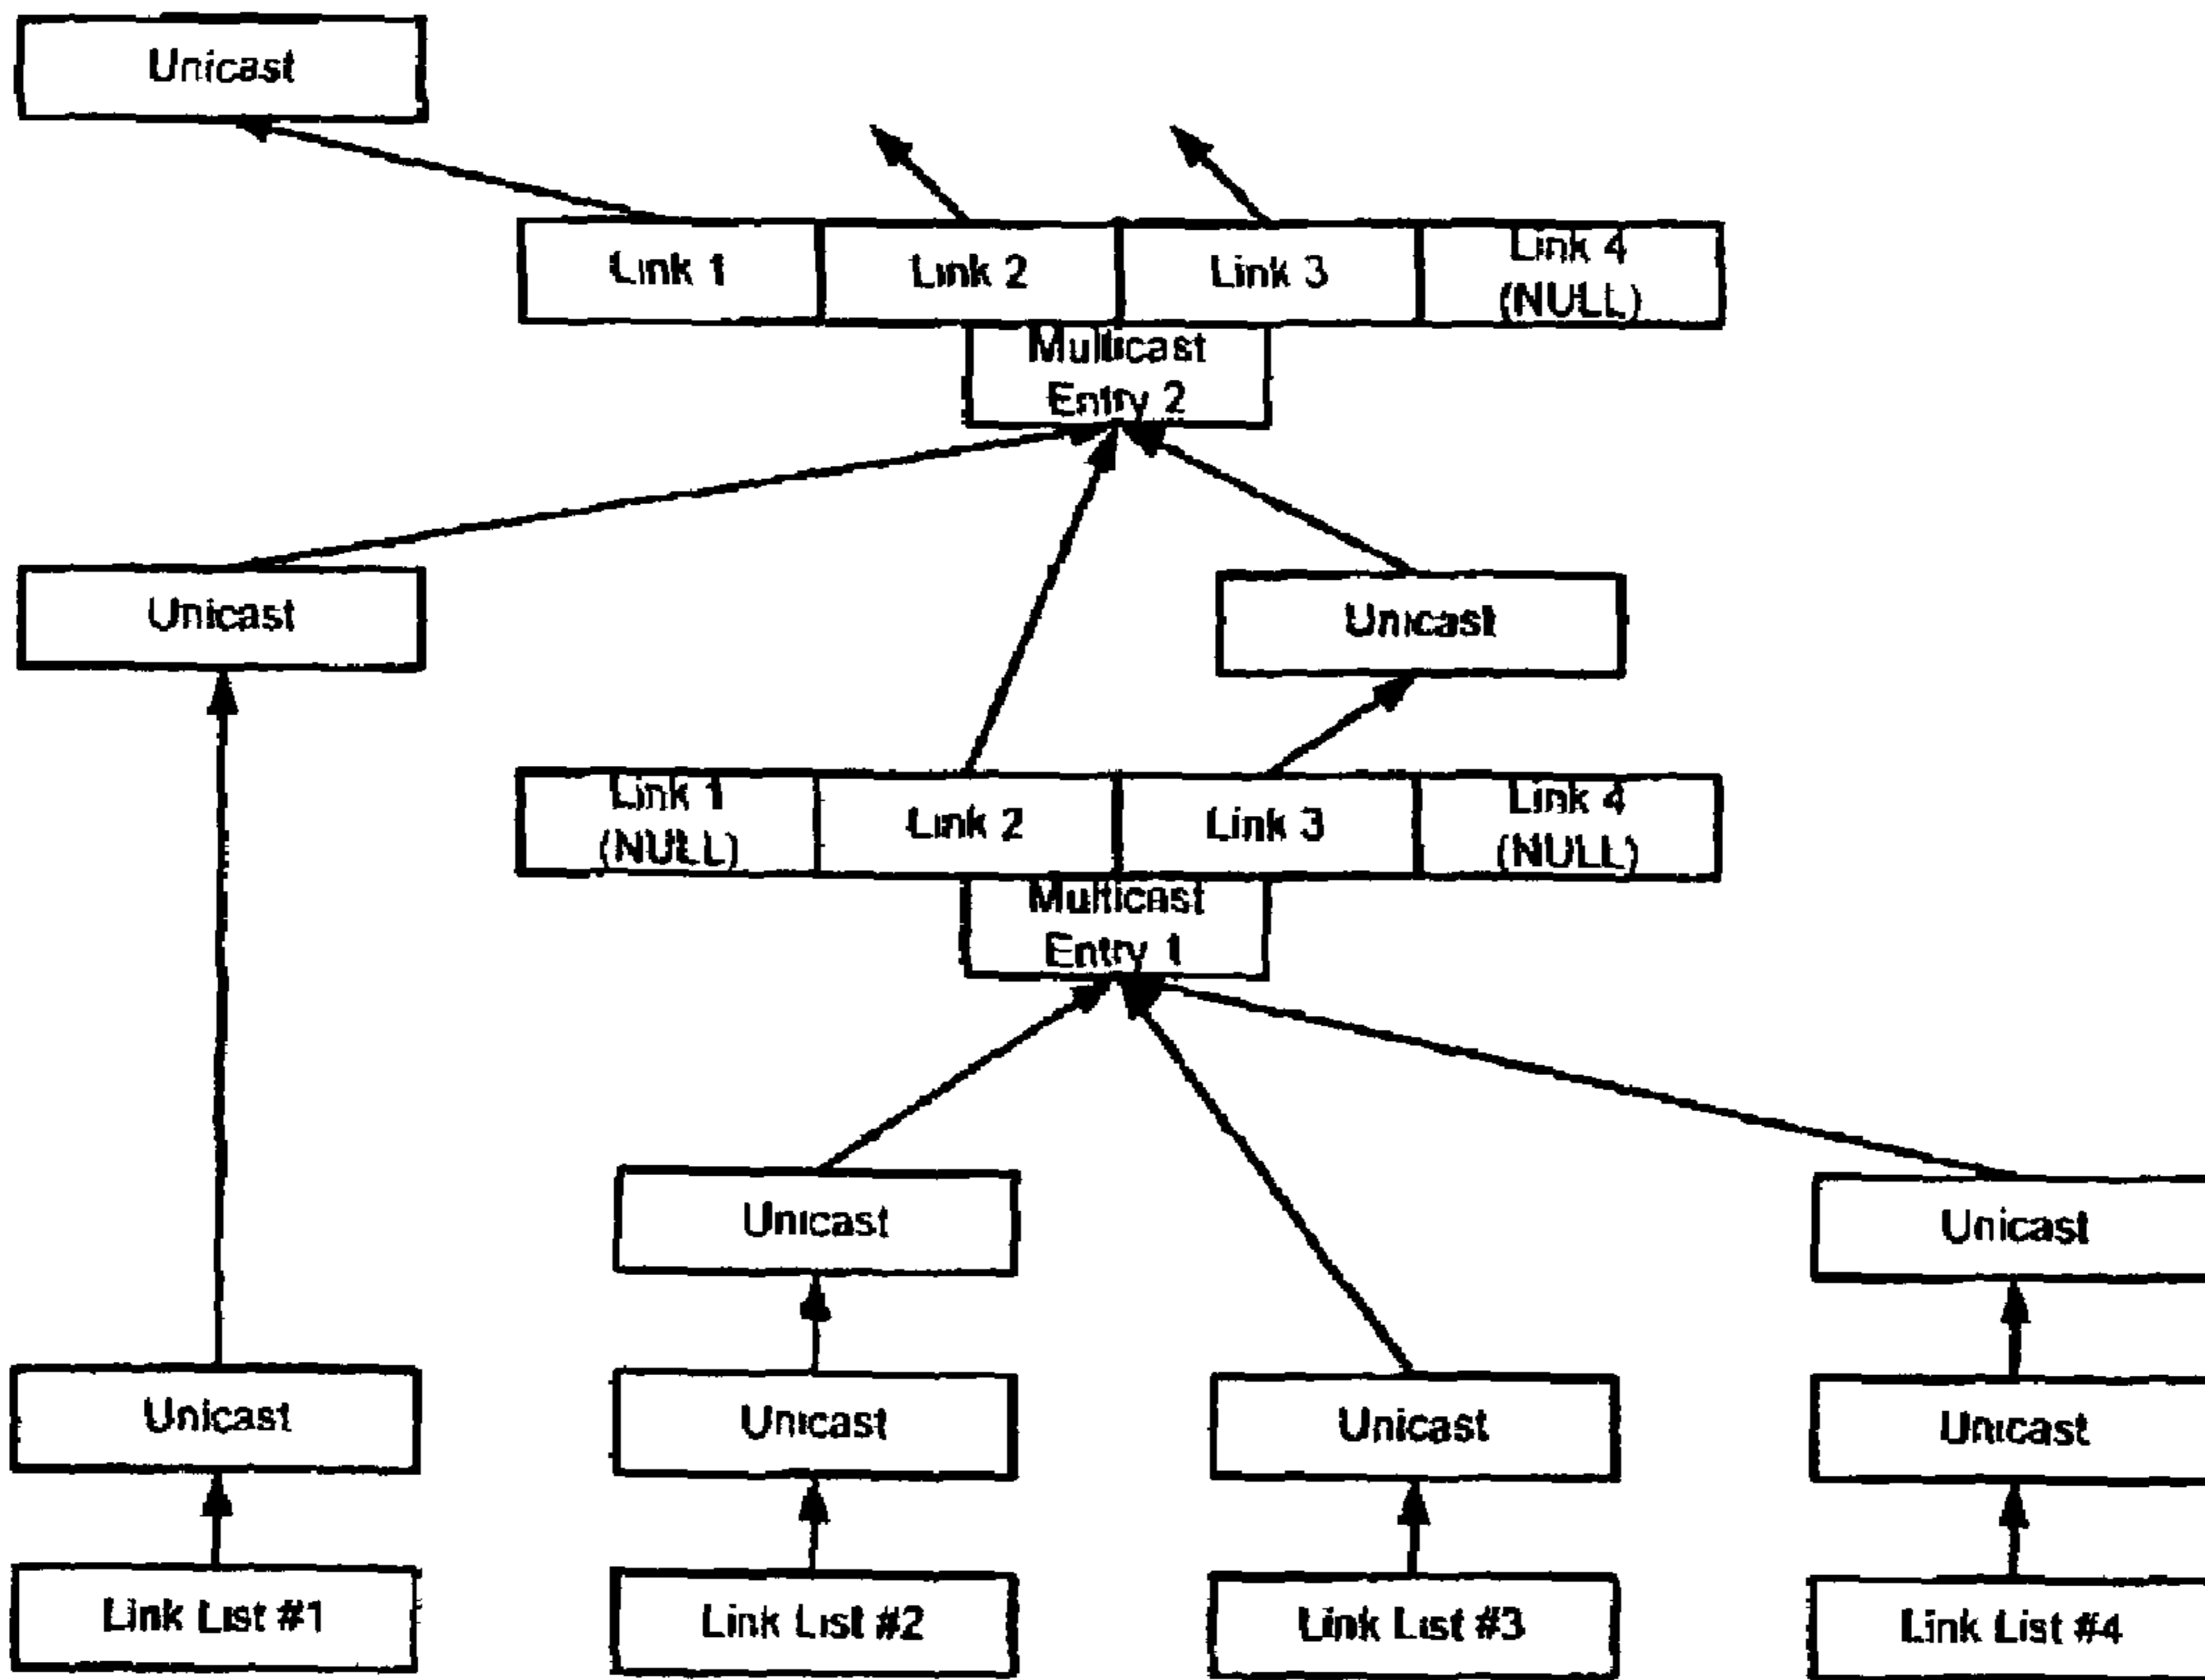 Unicast
Link 1
Link 2
Link 3
Link 4
(NULL)
Multicast
Entry 2
Unicast
Unicast
Link 1
(NULL)
Link 2
Link 3
Link 4
(NULL)
Multicast
Entry 1
Unicast
Unicast
Unicast
Unicast
Unicast
Unicast
Link List #1
Link List #2
Link List #3
Link List #4